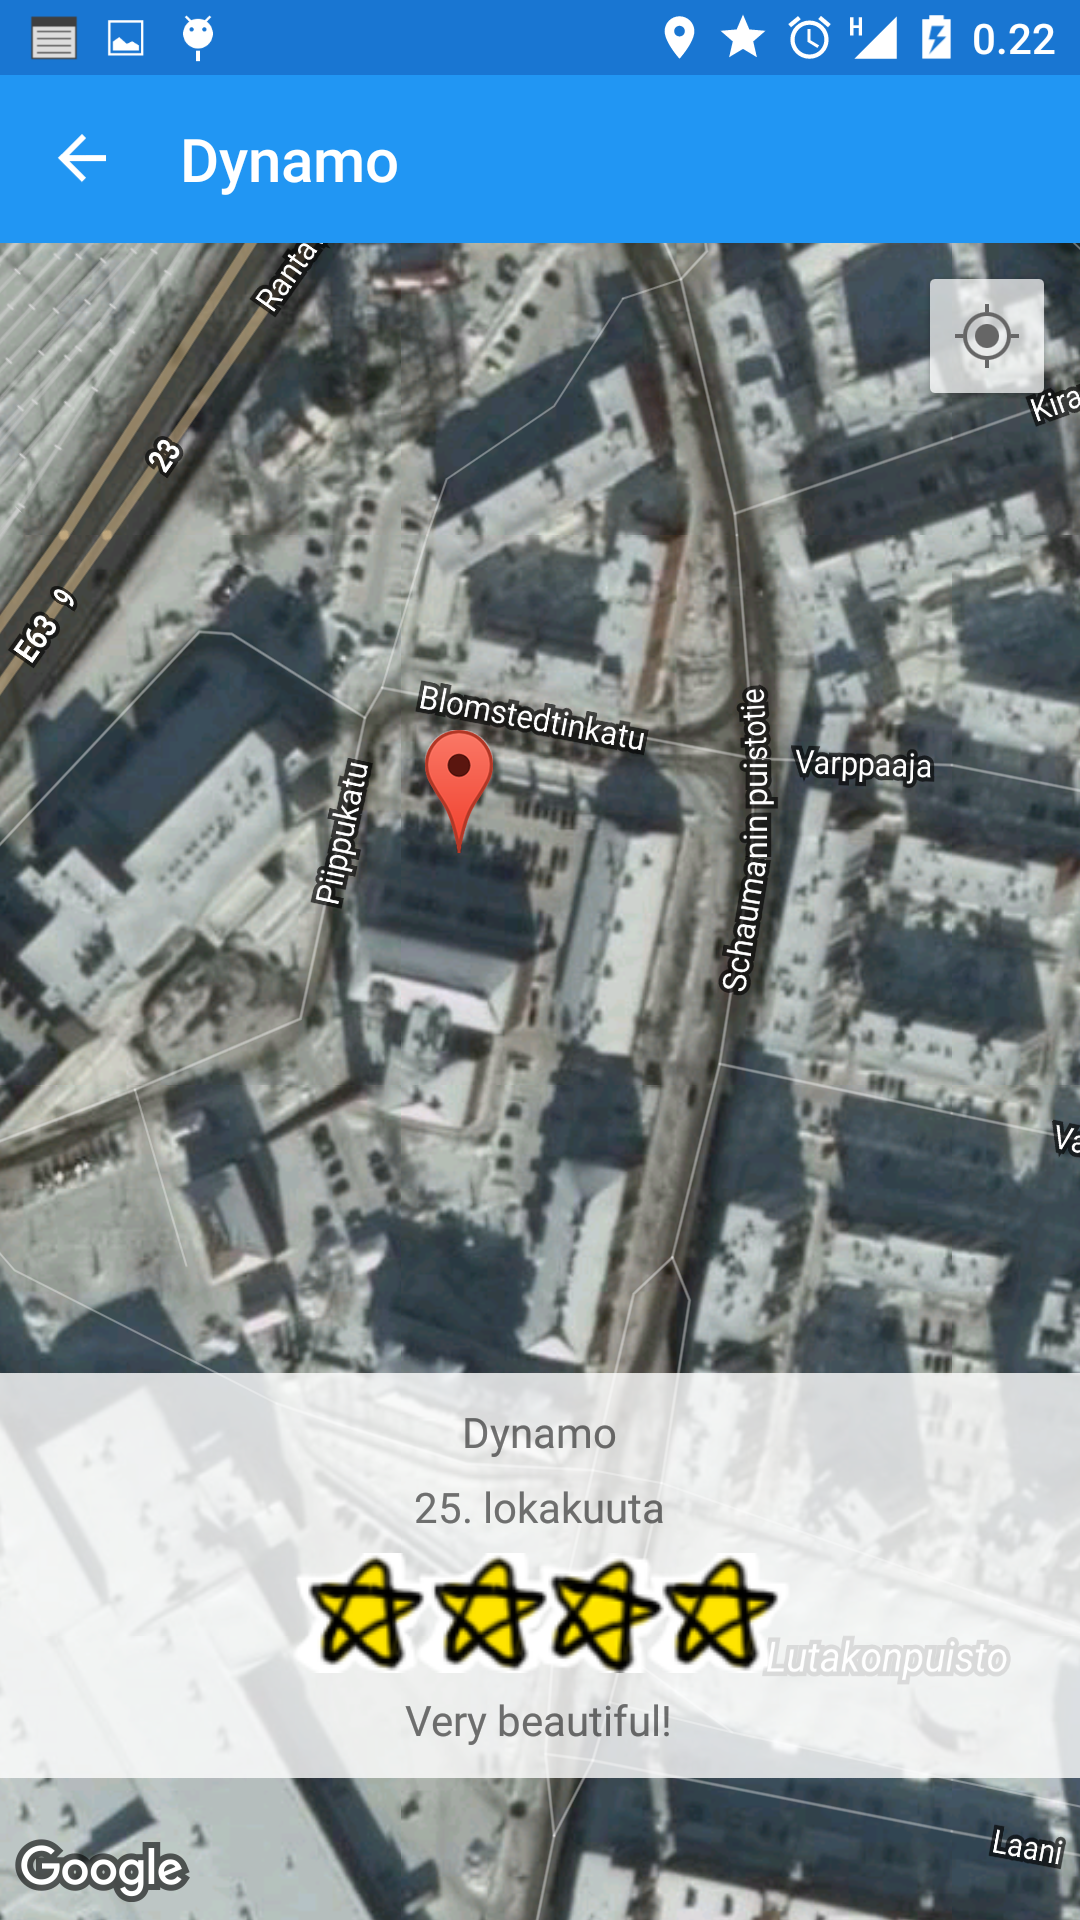 H
0.22
Dynamo
Ranta
Kira
23
9
E63
Blomstedtinkatu
Varppaaja
Piippukatu
Schaumanin puistotie
Va
Dynamo
25. lokakuuta
Lutakonpuisto
Very beautiful!
Laani
Google